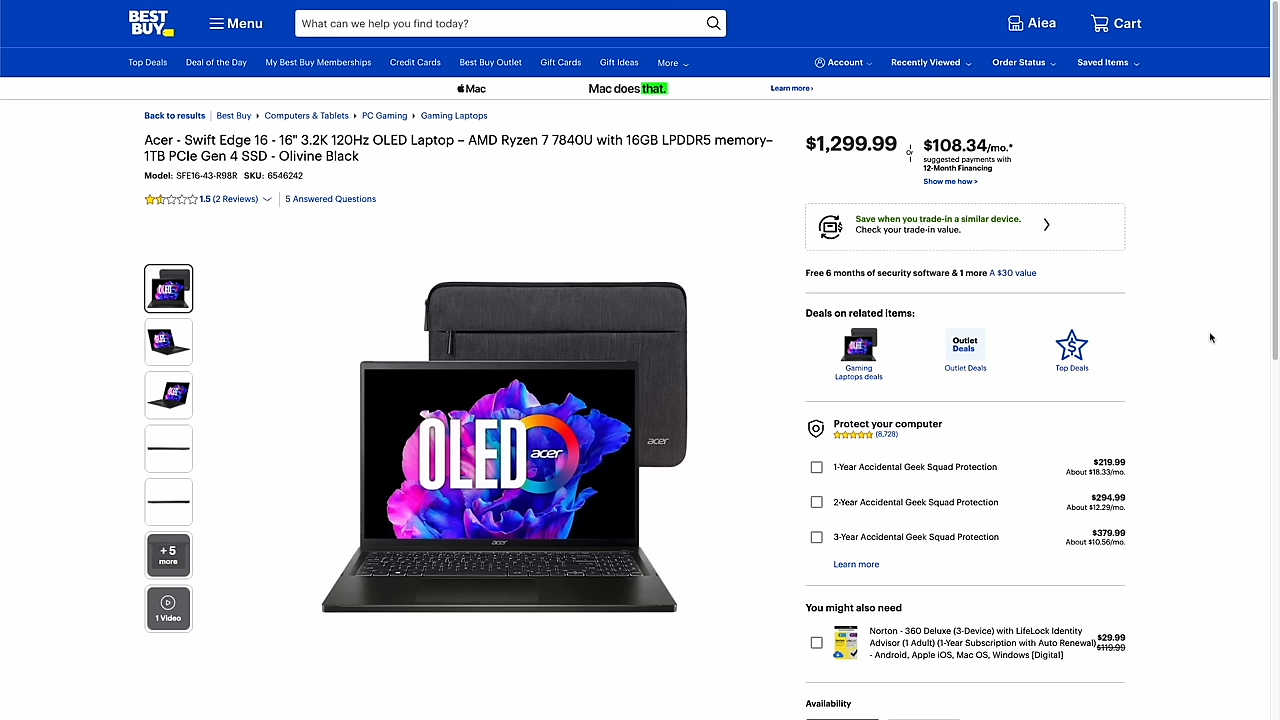 BEST BUY
Menu
What can we help you find today?
Aiea
Cart
Top Deals
Deal of the Day
My Best Buy Memberships
Credit Cards
Best Buy Outlet
Gift Cards
Gift Ideas
More
Account
Recently Viewed
Order Status
Saved Items
Mac
Mac does that.
Learn more ›
Back to results
Best Buy
Computers & Tablets
PC Gaming
Gaming Laptops
Acer - Swift Edge 16 - 16" 3.2K 120Hz OLED Laptop – AMD Ryzen 7 7840U with 16GB LPDDR5 memory–
1TB PCIe Gen 4 SSD - Olivine Black
Model: SFE16-43-R98R SKU: 6546242
1.5 (2 Reviews)
5 Answered Questions
+ 5
more
1 Video
OLED
acer
acer
acer
$1,299.99
or
$108.34/mo.*
suggested payments with
12-Month Financing
Show me how >
Save when you trade-in a similar device.
Check your trade-in value.
Free 6 months of security software & 1 more A $30 value
Deals on related items:
Gaming
Laptops deals
Outlet
Deals
Outlet Deals
Top Deals
Protect your computer
(8,728)
1-Year Accidental Geek Squad Protection
$219.99
About $18.33/mo.
2-Year Accidental Geek Squad Protection
$294.99
About $12.29/mo.
3-Year Accidental Geek Squad Protection
$379.99
About $10.56/mo.
Learn more
You might also need
Norton - 360 Deluxe (3-Device) with LifeLock Identity
Advisor (1 Adult) (1-Year Subscription with Auto Renewal)
- Android, Apple iOS, Mac OS, Windows [Digital]
$29.99
$119.99
Availability